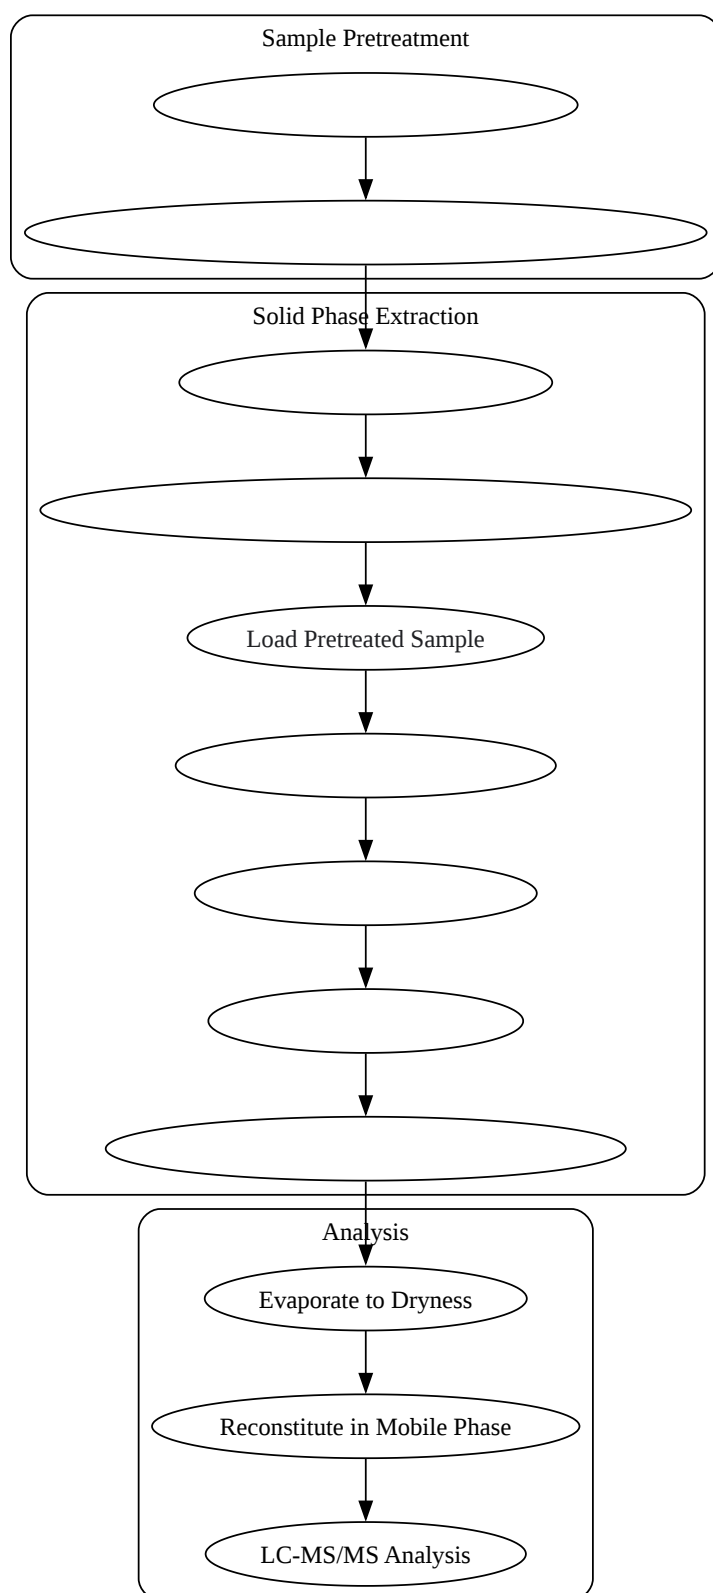 Sample Pretreatment
Solid Phase Extraction
Load Pretreated Sample
Analysis
Evaporate to Dryness
Reconstitute in Mobile Phase
LC-MS/MS Analysis